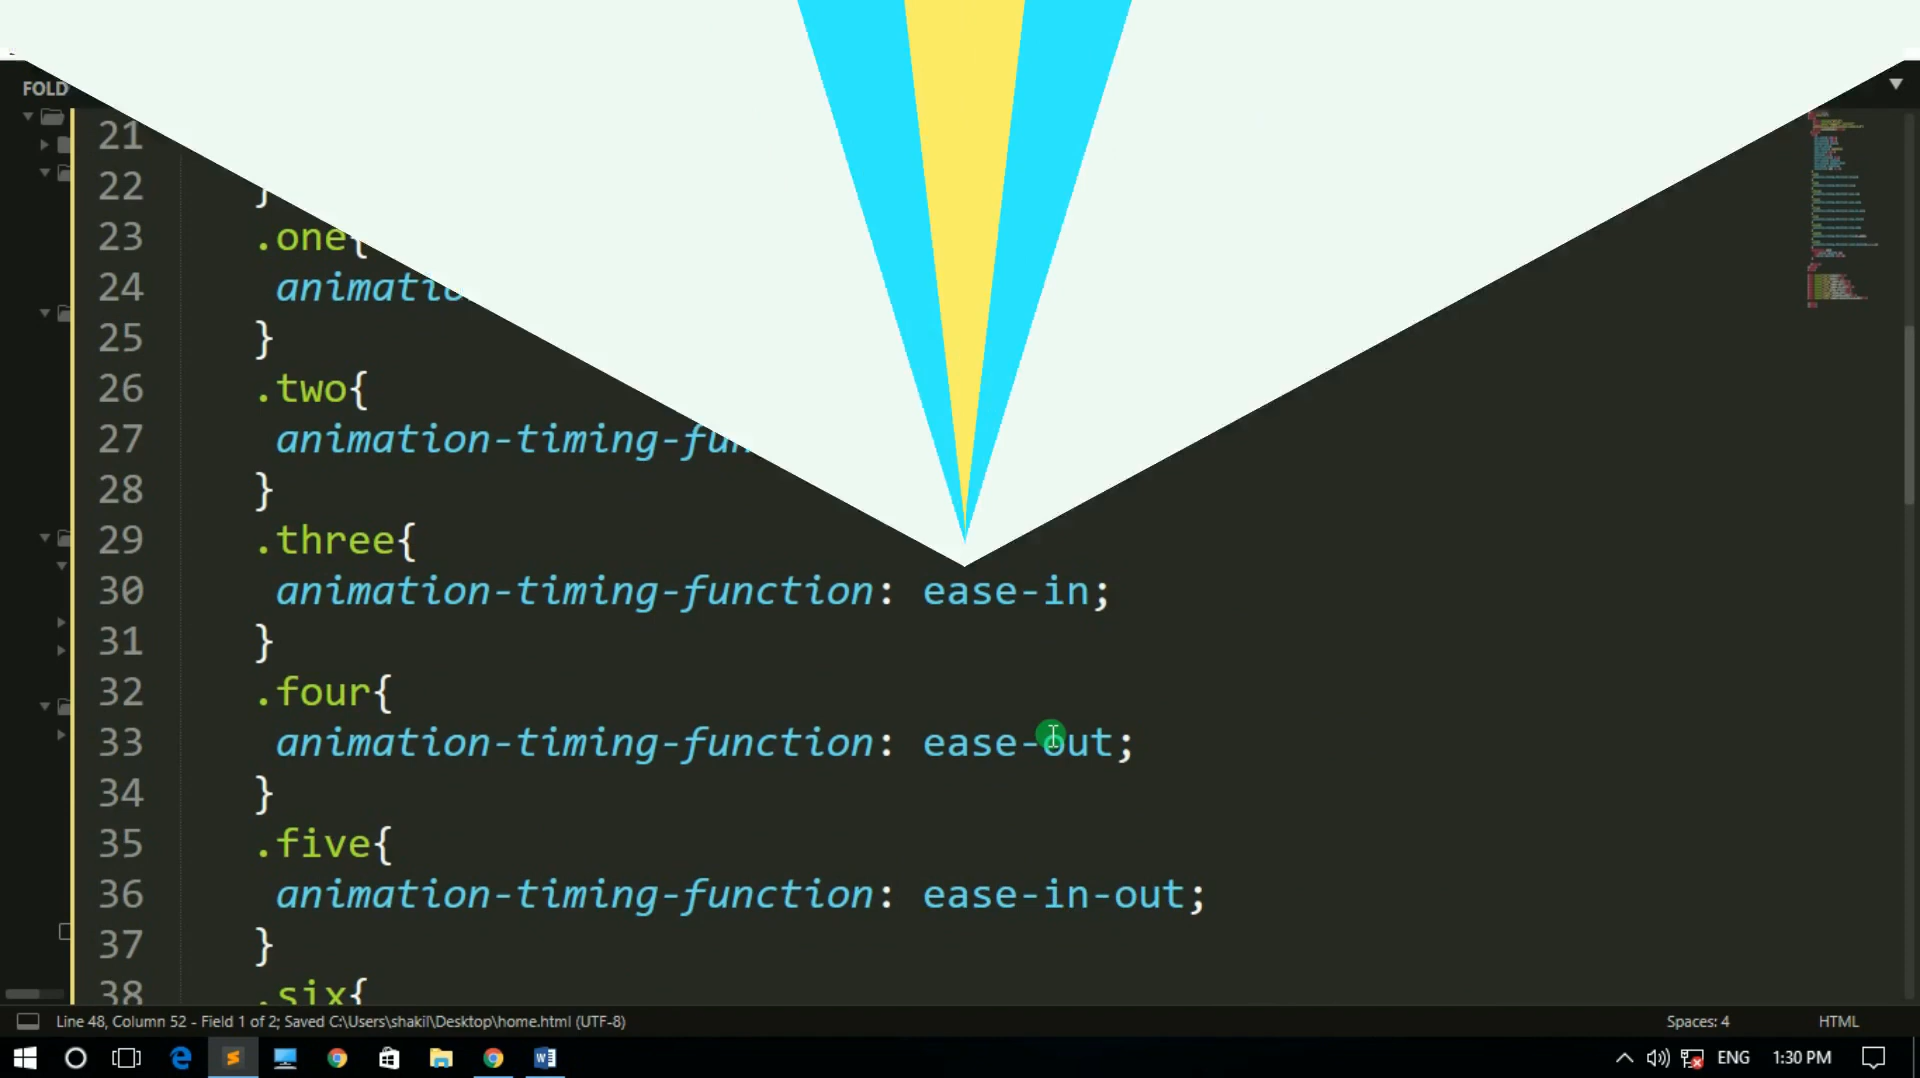 FOLD
21
22 }
23 .one{
24
25 }
26 .two{
27 animation-timing-
28 }
29 .three{
30 animation-timing-function: ease-in;
31 }
32 .four{
33 animation-timing-function: ease-out;
34 }
35 .five{
36 animation-timing-function: ease-in-out;
37 }
38 .six{
Line 48, Column 52 - Field 1 of 2; Saved C:\Users\shakil\Desktop\home.html (UTF-8)
Spaces: 4
HTML
ENG
1:30 PM